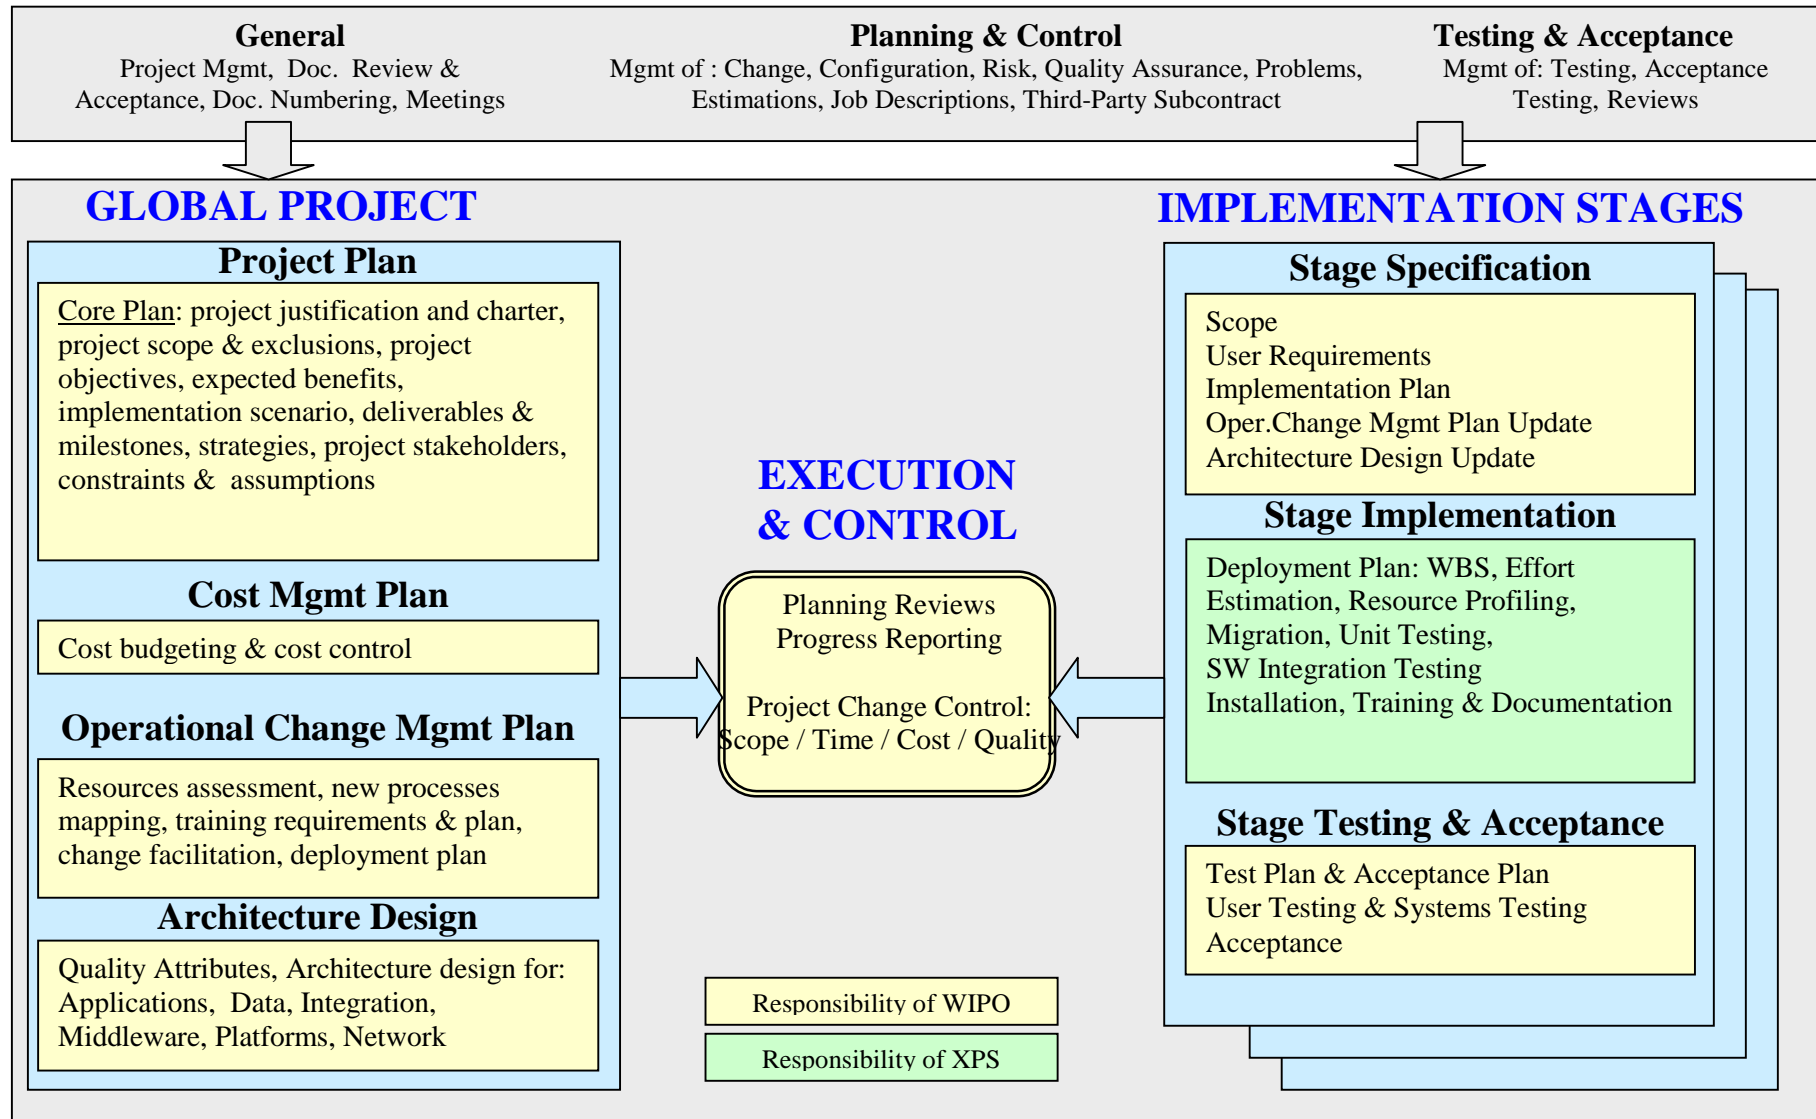 General
Project Mgmt, Doc. Review &
Acceptance, Doc. Numbering, Meetings
Planning & Control
Mgmt of : Change, Configuration, Risk, Quality Assurance, Problems,
Estimations, Job Descriptions, Third-Party Subcontract
Testing & Acceptance
Mgmt of: Testing, Acceptance
Testing, Reviews
GLOBAL PROJECT
Project Plan
Core Plan: project justification and charter,
project scope & exclusions, project
objectives, expected benefits,
implementation scenario, deliverables &
milestones, strategies, project stakeholders,
constraints & assumptions
Cost Mgmt Plan
Cost budgeting & cost control
Operational Change Mgmt Plan
Resources assessment, new processes
mapping, training requirements & plan,
change facilitation, deployment plan
Architecture Design
Quality Attributes, Architecture design for:
Applications, Data, Integration,
Middleware, Platforms, Network
EXECUTION
& CONTROL
Planning Reviews
Progress Reporting
Project Change Control:
Scope / Time / Cost / Quality
Responsibility of WIPO
Responsibility of XPS
IMPLEMENTATION STAGES
Stage Specification
Scope
User Requirements
Implementation Plan
Oper.Change Mgmt Plan Update
Architecture Design Update
Stage Implementation
Deployment Plan: WBS, Effort
Estimation, Resource Profiling,
Migration, Unit Testing,
SW Integration Testing
Installation, Training & Documentation
Stage Testing & Acceptance
Test Plan & Acceptance Plan
User Testing & Systems Testing
Acceptance